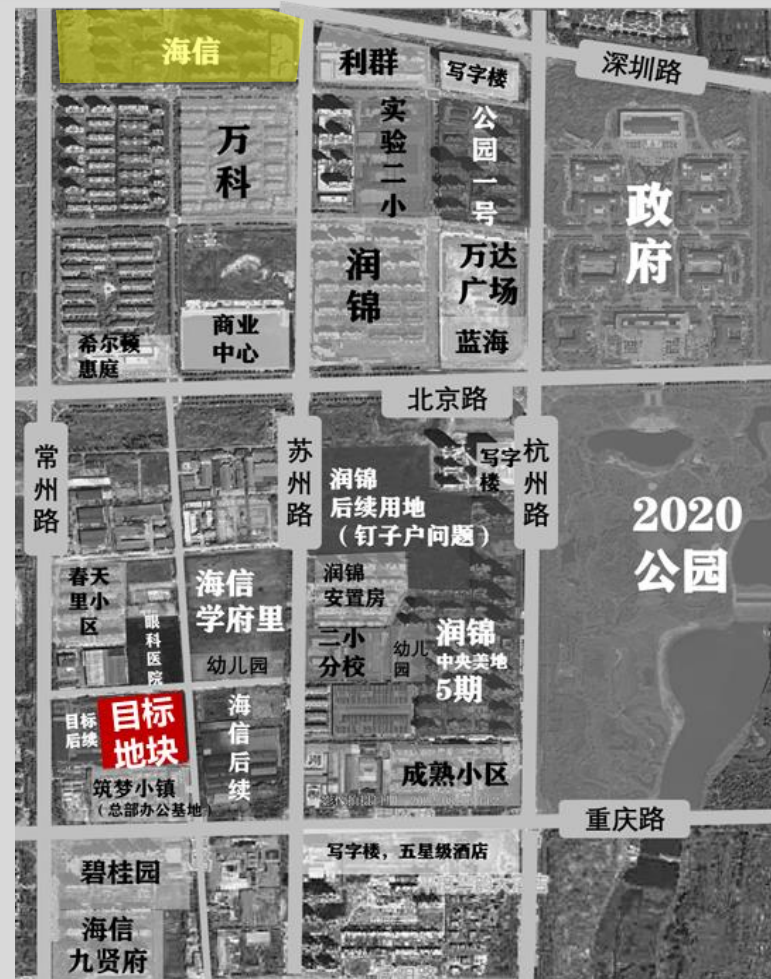 海信
利群
写字楼
深圳路
万科
实验二小
公园一号
政府
润锦
万达
广场
蓝海
希尔顿
惠庭
商业
中心
北京路
常州路
苏州路
杭州路
润锦
后续用地
（钉子户问题）
写字
楼
2020
公园
春天
里小
区
眼科医院
海信
学府里
幼儿园
润锦
安置房
二小
分校
幼儿
园
润锦
中央美地
5期
目标
后续
目标
地块
海信后续
筑梦小镇
（总部办公基地）
成熟小区
重庆路
碧桂园
海信
九贤府
写字楼，五星级酒店